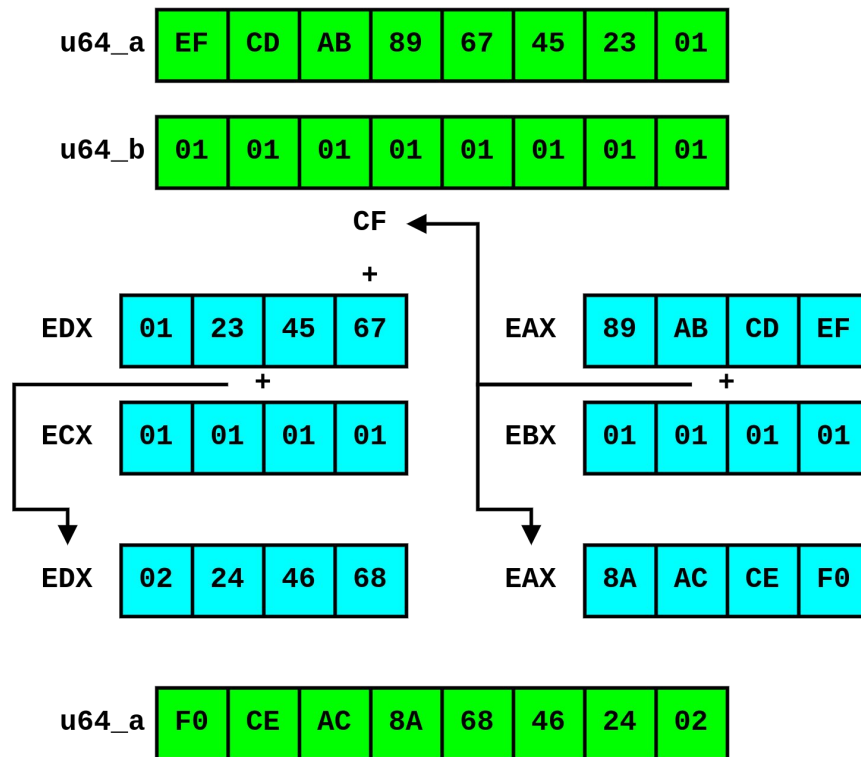 u64_a EF CD AB 89 67 45 23 01
u64_b 01 01 01 01 01 01 01 01
CF
+
EDX 01 23 45 67 EAX 89 AB CD EF
+ +
ECX 01 01 01 01 EBX 01 01 01 01
EDX 02 24 46 68 EAX 8A AC CE F0
u64_a F0 CE AC 8A 68 46 24 02